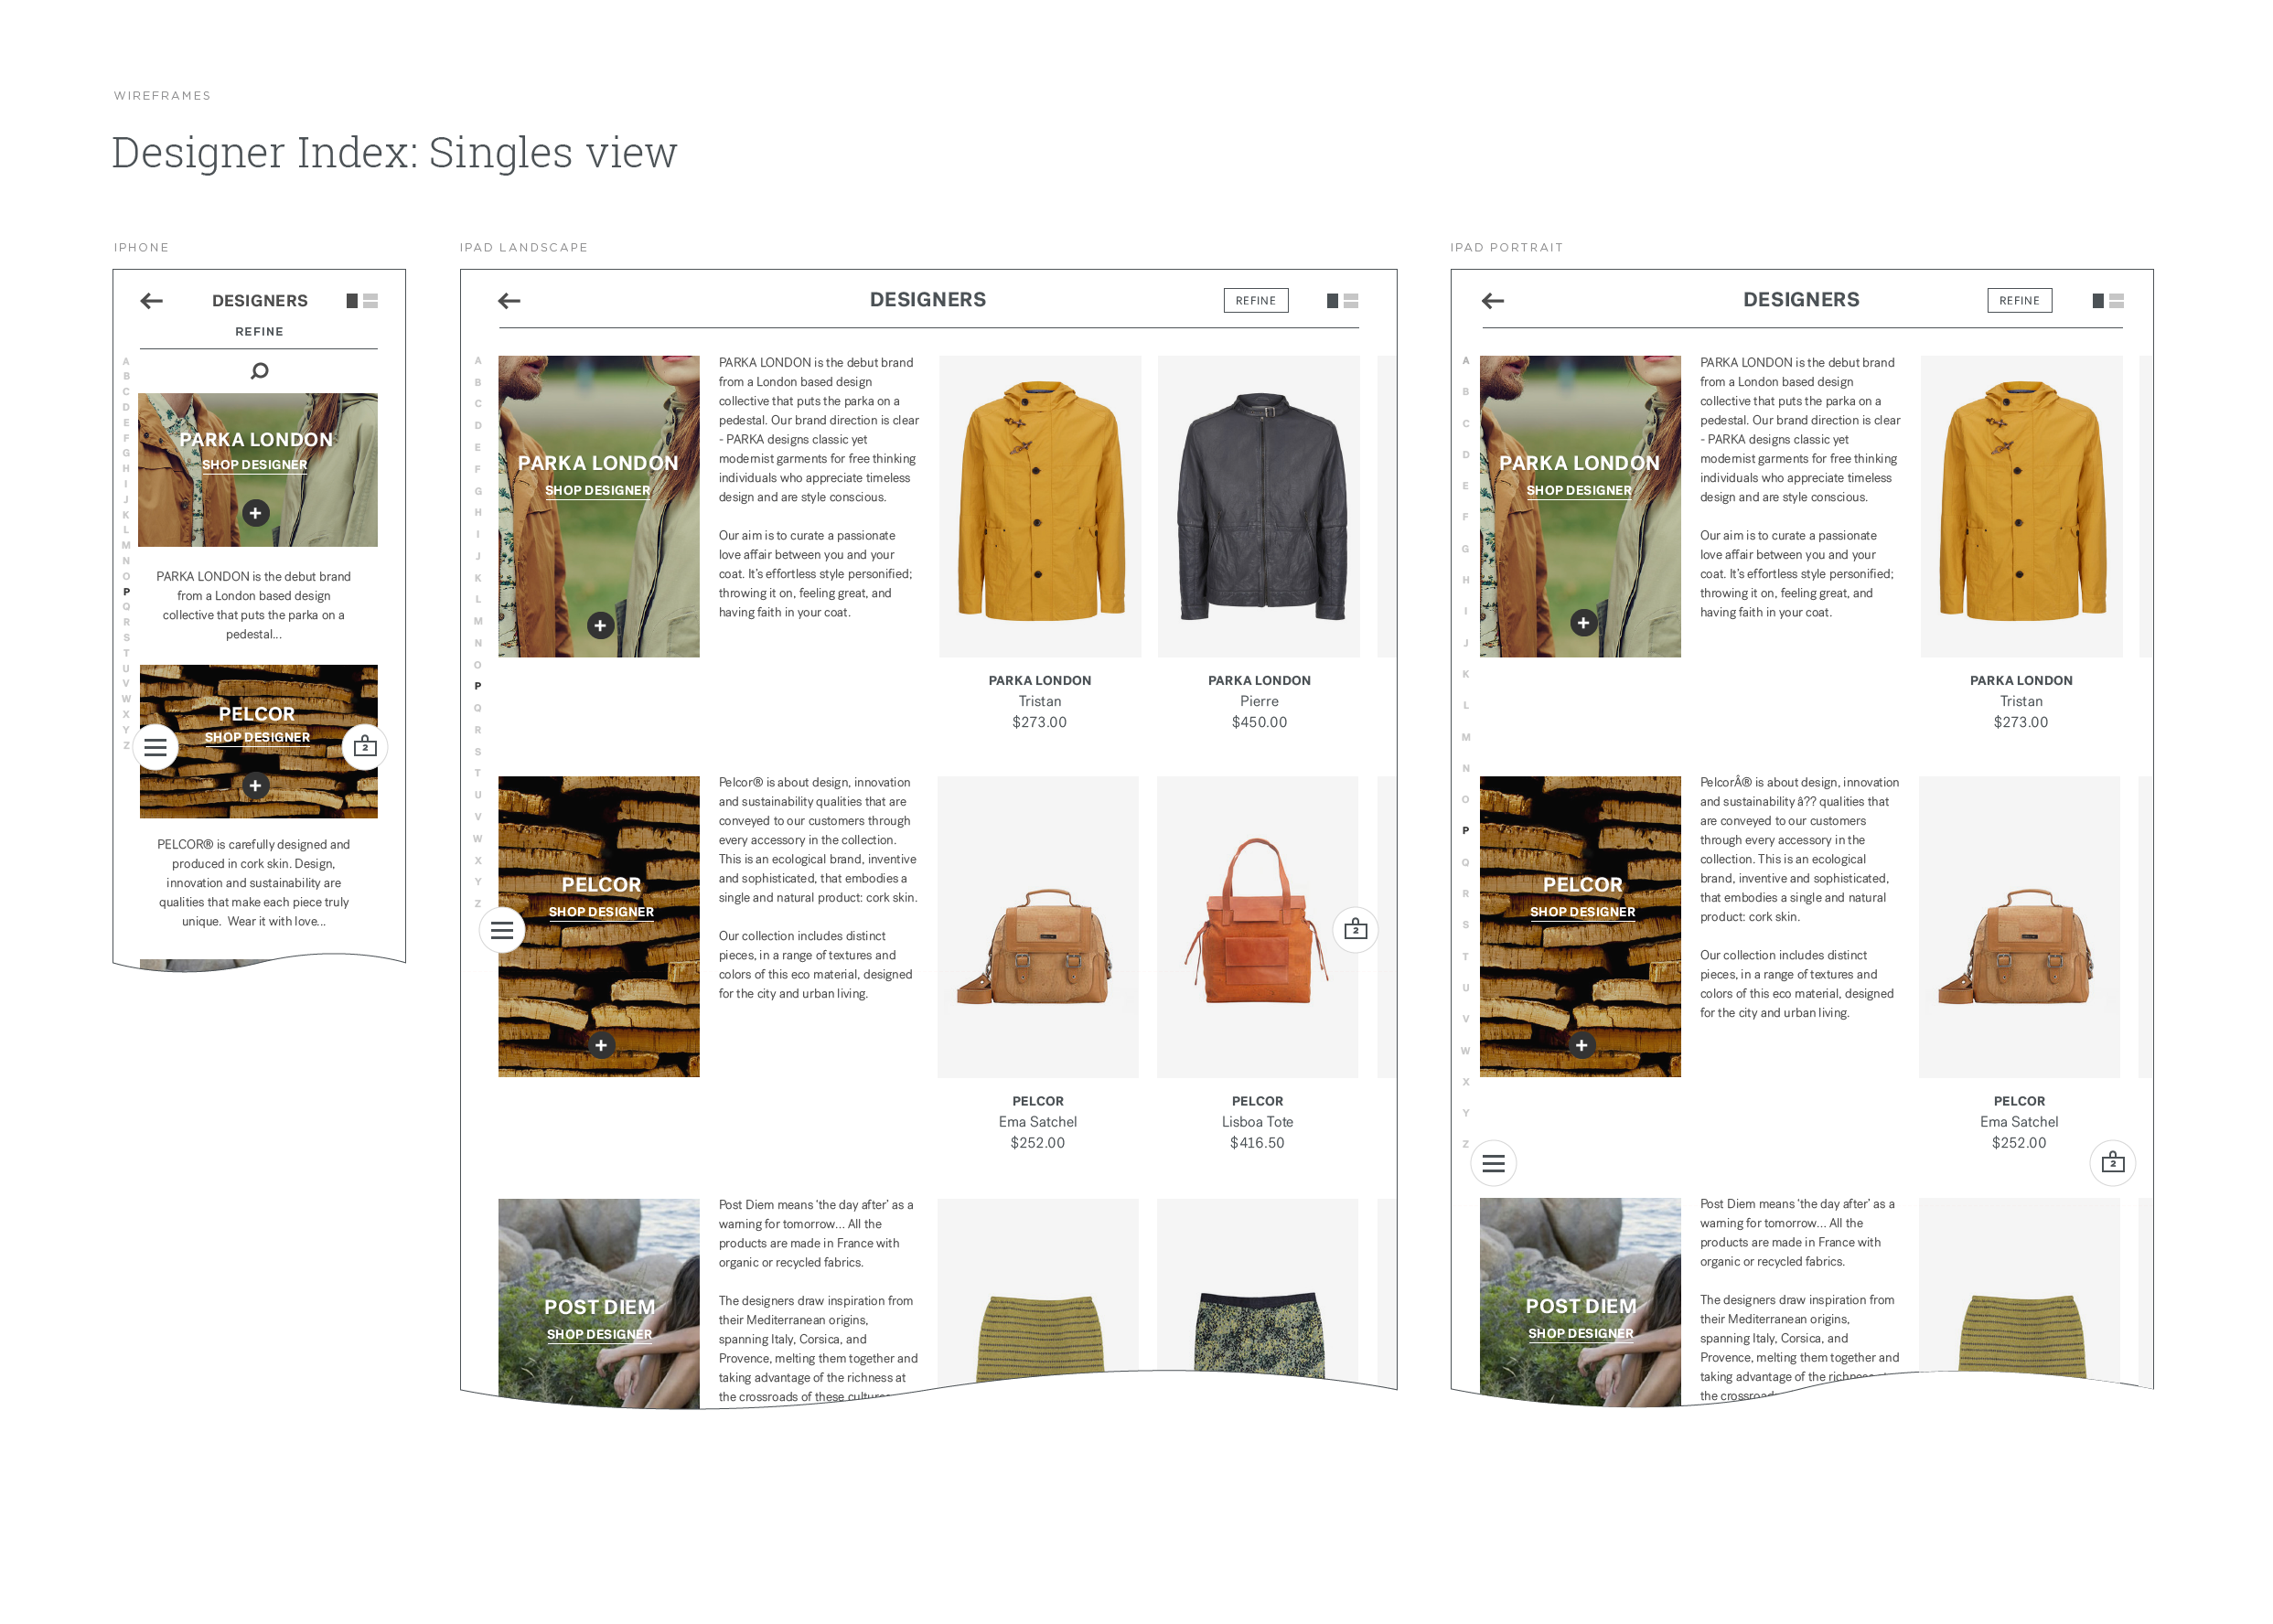 WIREFRAMES
Designer Index: Singles view
IPHONE
DESIGNERS
REFINE
A
B
C
D
E
F
G
H
I
J
K
L
M
N
O
P
Q
R
S
T
U
V
W
X
Y
Z
PARKA LONDON
SHOP DESIGNER
PARKA LONDON is the debut brand
from a London based design
collective that puts the parka on a
pedestal...
PELCOR
SHOP DESIGNER
2
PELCOR® is carefully designed and
produced in cork skin. Design,
innovation and sustainability are
qualities that make each piece truly
unique. Wear it with love...
IPAD LANDSCAPE
DESIGNERS
REFINE
A
B
C
D
E
F
G
H
I
J
K
L
M
N
O
P
Q
R
S
T
U
V
W
X
Y
Z
PARKA LONDON
SHOP DESIGNER
PARKA LONDON is the debut brand
from a London based design
collective that puts the parka on a
pedestal. Our brand direction is clear
- PARKA designs classic yet
modernist garments for free thinking
individuals who appreciate timeless
design and are style conscious.
Our aim is to curate a passionate
love affair between you and your
coat. It's effortless style personified;
throwing it on, feeling great, and
having faith in your coat.
PARKA LONDON
Tristan
$273.00
PARKA LONDON
Pierre
$450.00
PELCOR
SHOP DESIGNER
Pelcor® is about design, innovation
and sustainability qualities that are
conveyed to our customers through
every accessory in the collection.
This is an ecological brand, inventive
and sophisticated, that embodies a
single and natural product: cork skin.
Our collection includes distinct
pieces, in a range of textures and
colors of this eco material, designed
for the city and urban living.
2
PELCOR
Ema Satchel
$252.00
PELCOR
Lisboa Tote
$416.50
POST DIEM
SHOP DESIGNER
Post Diem means ‘the day after’ as a
warning for tomorrow... All the
products are made in France with
organic or recycled fabrics.
The designers draw inspiration from
their Mediterranean origins,
spanning Italy, Corsica, and
Provence, melting them together and
taking advantage of the richness at
the crossroads of these
IPAD PORTRAIT
DESIGNERS
REFINE
A
B
C
D
E
F
G
H
I
J
K
L
M
N
O
P
Q
R
S
T
U
V
W
X
Y
Z
PARKA LONDON
SHOP DESIGNER
PARKA LONDON is the debut brand
from a London based design
collective that puts the parka on a
pedestal. Our brand direction is clear
- PARKA designs classic yet
modernist garments for free thinking
individuals who appreciate timeless
design and are style conscious.
Our aim is to curate a passionate
love affair between you and your
coat. It's effortless style personified;
throwing it on, feeling great, and
having faith in your coat.
PARKA LONDON
Tristan
$273.00
PELCOR
SHOP DESIGNER
PelcorÂ® is about design, innovation
and sustainability â?? qualities that
are conveyed to our customers
through every accessory in the
collection. This is an ecological
brand, inventive and sophisticated,
that embodies a single and natural
product: cork skin.
Our collection includes distinct
pieces, in a range of textures and
colors of this eco material, designed
for the city and urban living.
PELCOR
Ema Satchel
$252.00
2
POST DIEM
SHOP DESIGNER
Post Diem means ‘the day after’ as a
warning for tomorrow... All the
products are made in France with
organic or recycled fabrics.
The designers draw inspiration from
their Mediterranean origins,
spanning Italy, Corsica, and
Provence, melting them together and
taking advantage of the
the